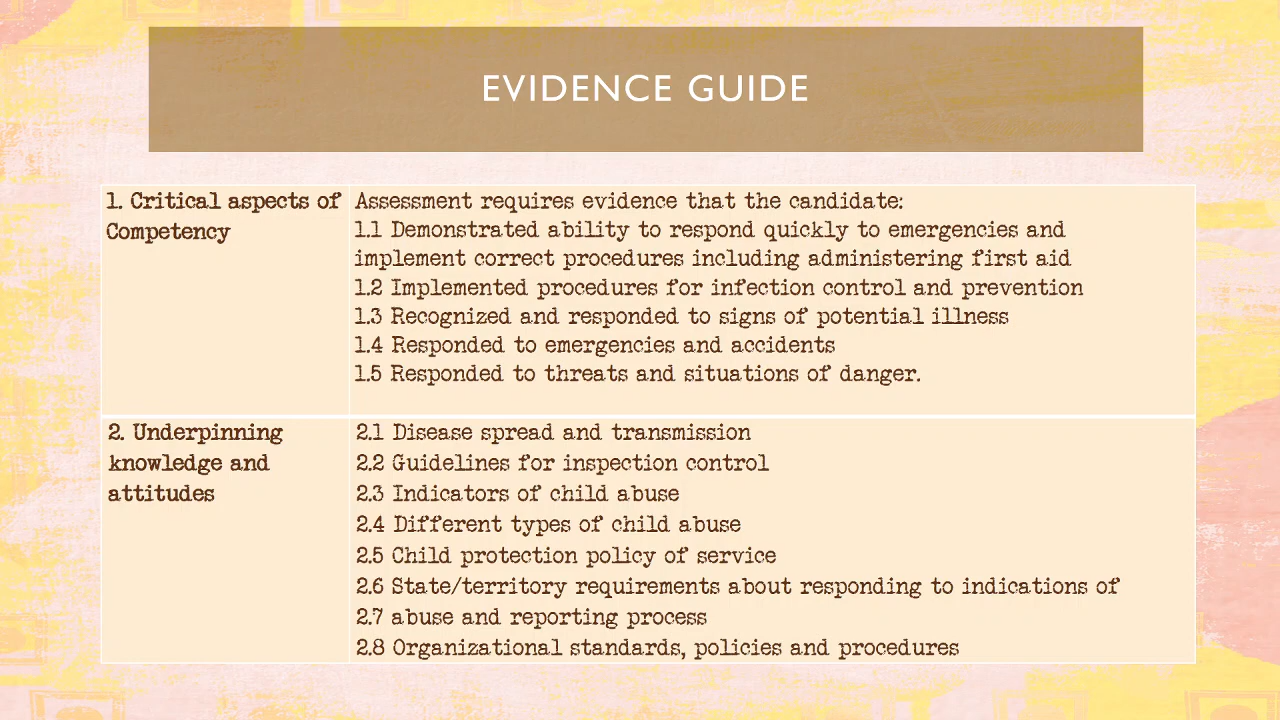 EVIDENCE GUIDE
1. Critical aspects of
Competency
Assessment requires evidence that the candidate:
1.1 Demonstrated ability to respond quickly to emergencies and
implement correct procedures including administering first aid
1.2 Implemented procedures for infection control and prevention
1.3 Recognized and responded to signs of potential illness
1.4 Responded to emergencies and accidents
1.5 Responded to threats and situations of danger.
2. Underpinning
knowledge and
attitudes
2.1 Disease spread and transmission
2.2 Guidelines for inspection control
2.3 Indicators of child abuse
2.4 Different types of child abuse
2.5 Child protection policy of service
2.6 State/territory requirements about responding to indications of
2.7 abuse and reporting process
2.8 Organizational standards, policies and procedures